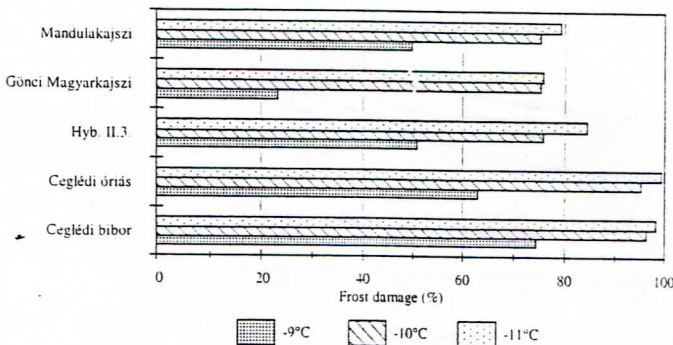 Mandulakajszi
Gönci Magyarkajszi
Hyb. II.3.
Ceglédi óriás
Ceglédi bibor
0 20 40 60 80 100
Frost damage (%)
-9°C -10°C -11°C